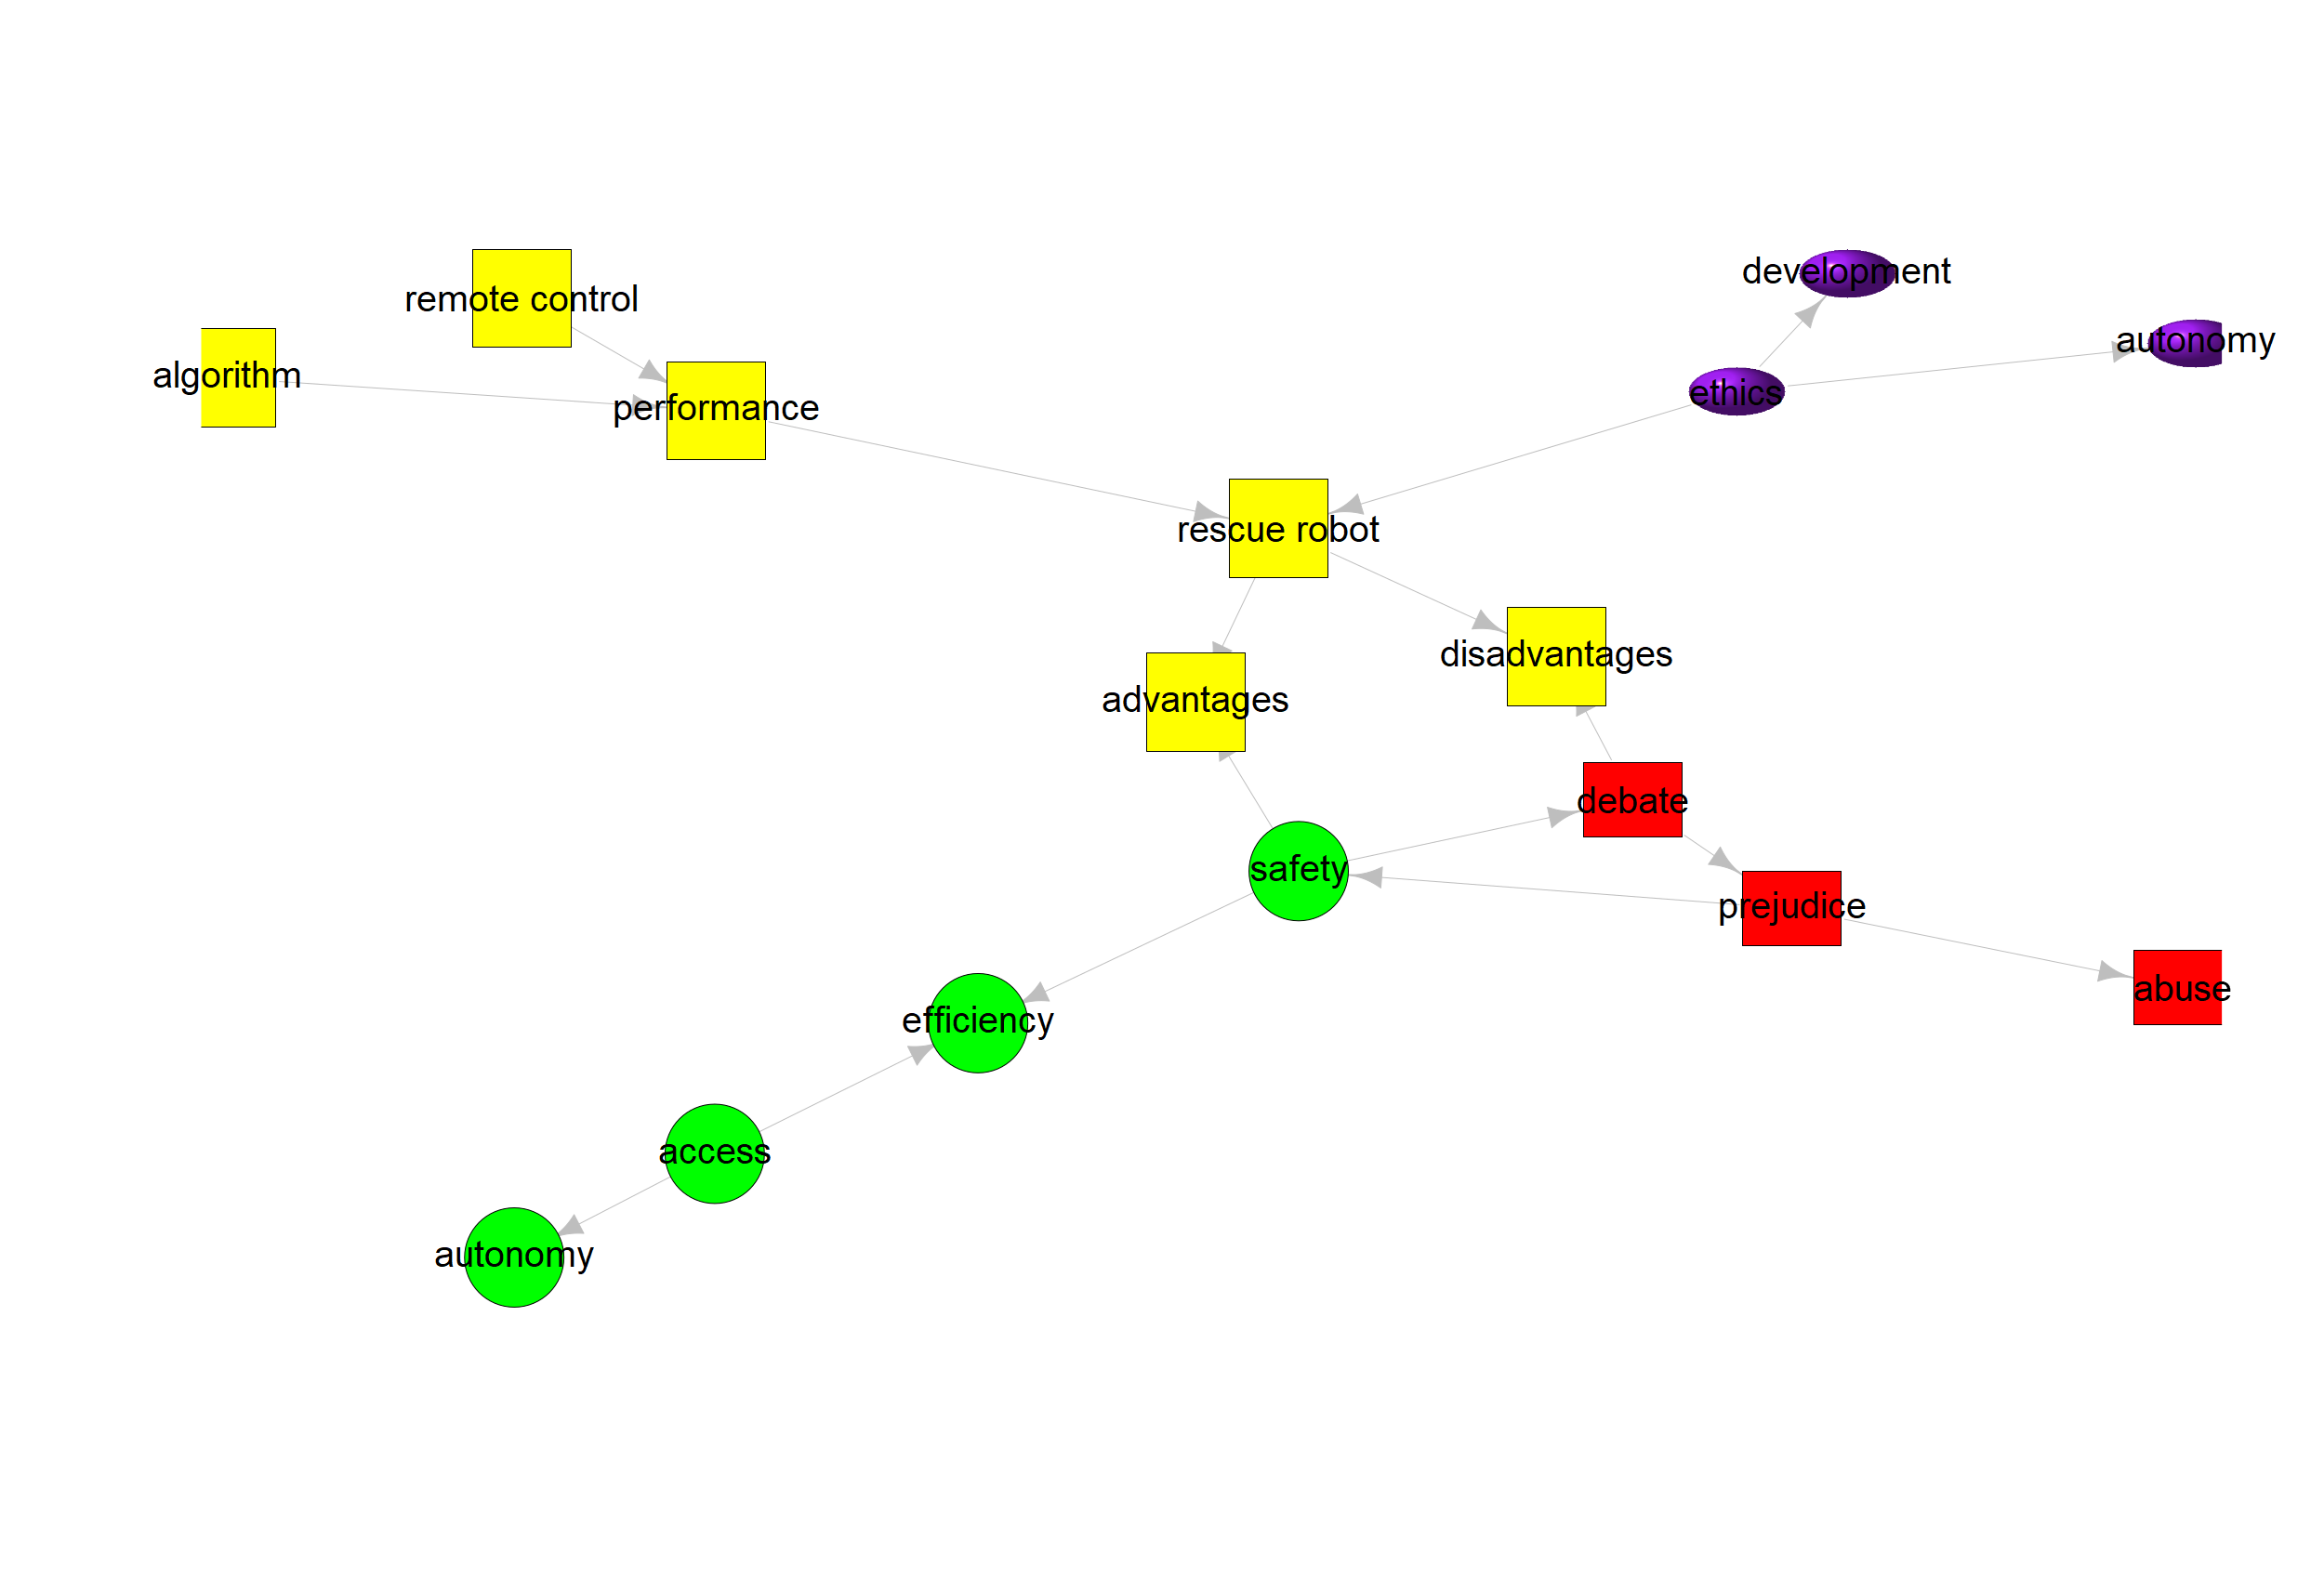 development
remote control
autonomy
algorithm
ethics
performance
rescue robot
disadvantages
advantages
debate
safety
prejudice
abuse
efficiency
access
autonomy